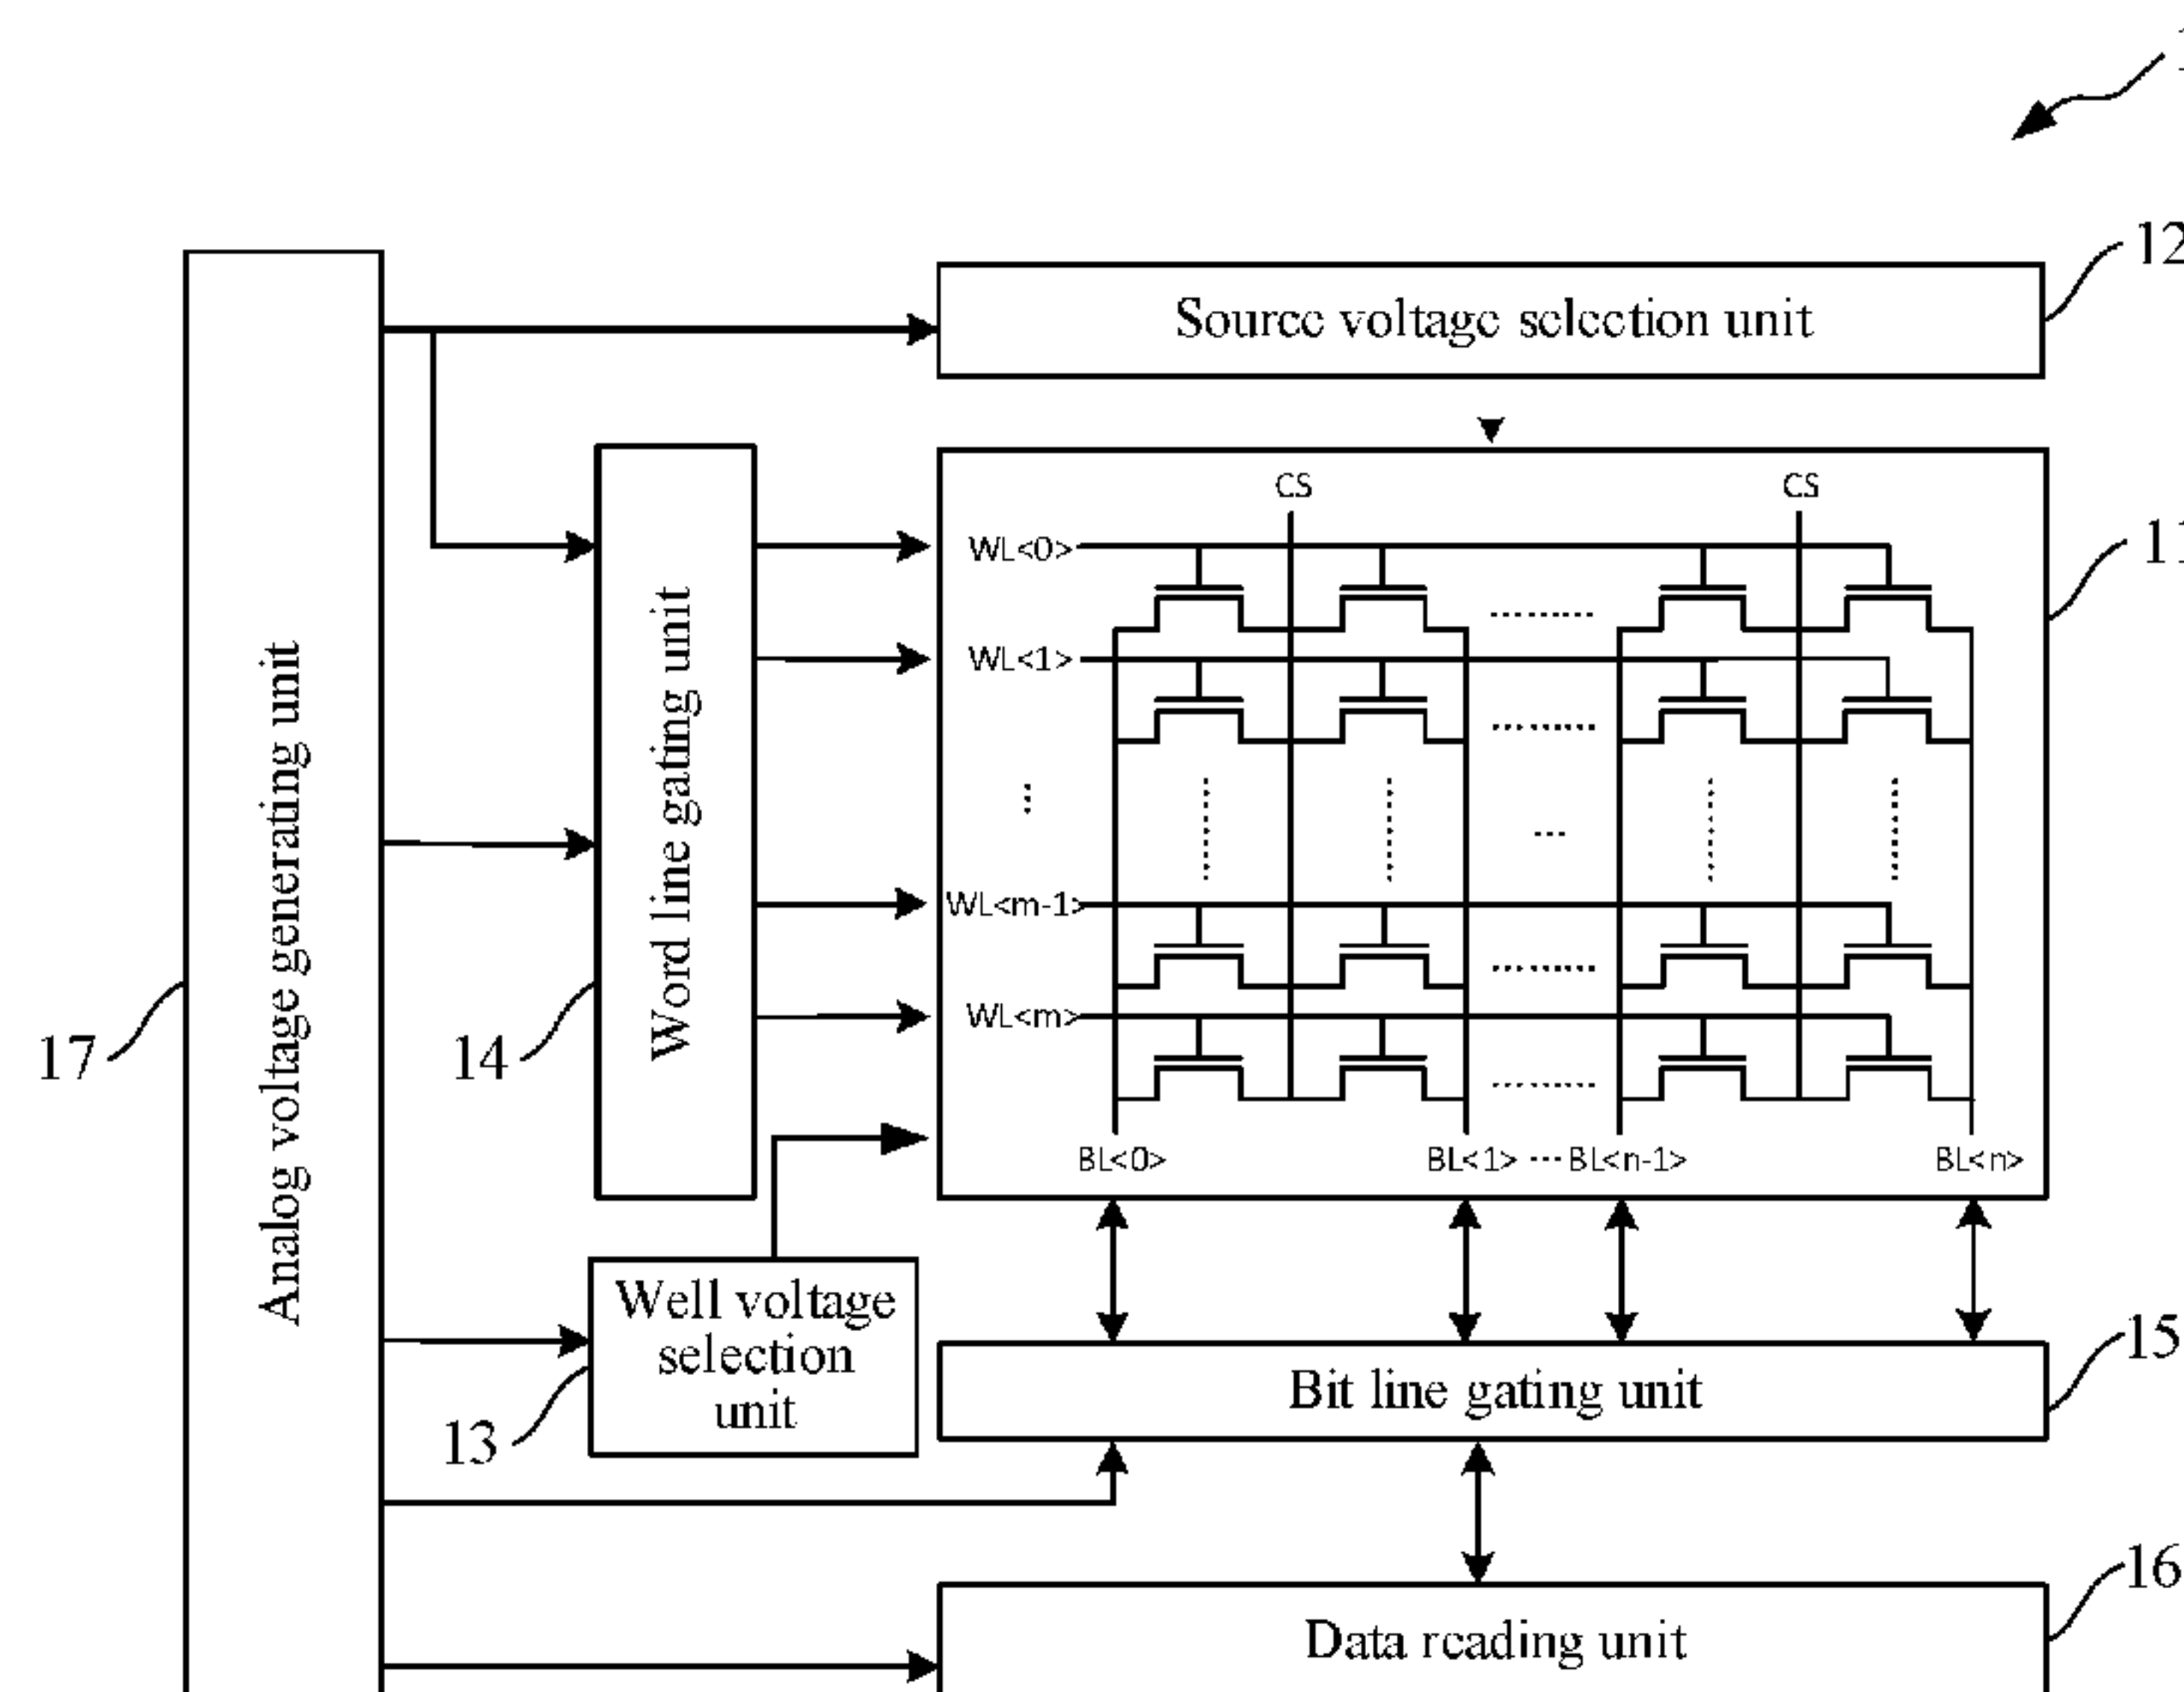 1
12
Source voltage selection unit
CS CS
11
WL<0>
WL<1>
WL<m-1>
WL<m>
BL<0> BL<1> ··· BL<n-1> BL<n>
Analog voltage generating unit
17
Word line gating unit
14
Well voltage
selection
unit
13
Bit line gating unit
15
Data reading unit
16